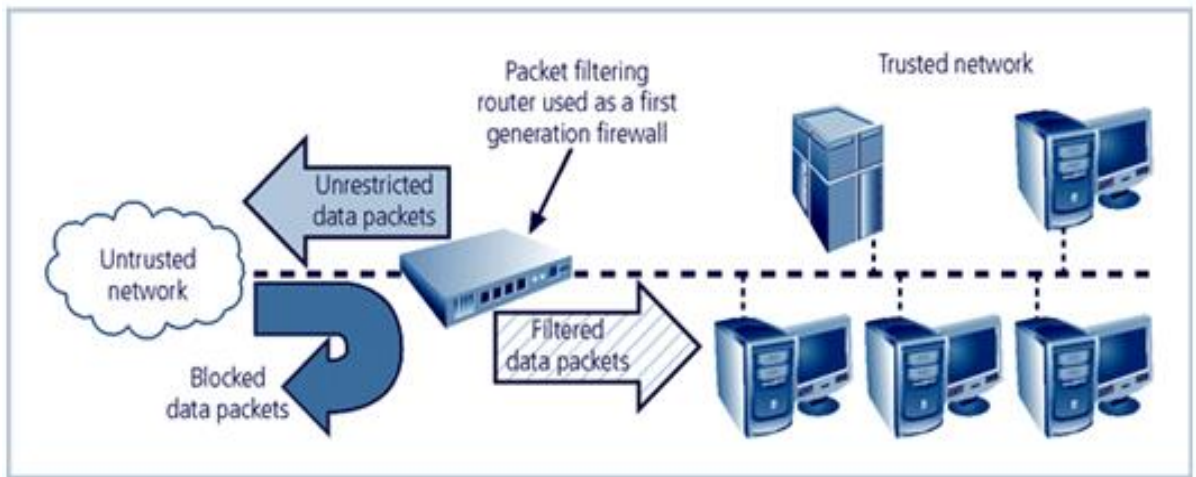 Packet filtering
router used as a first
generation firewall
Trusted network
Unrestricted
data packets
Untrusted
network
Filtered
data packets
Blocked
data packets